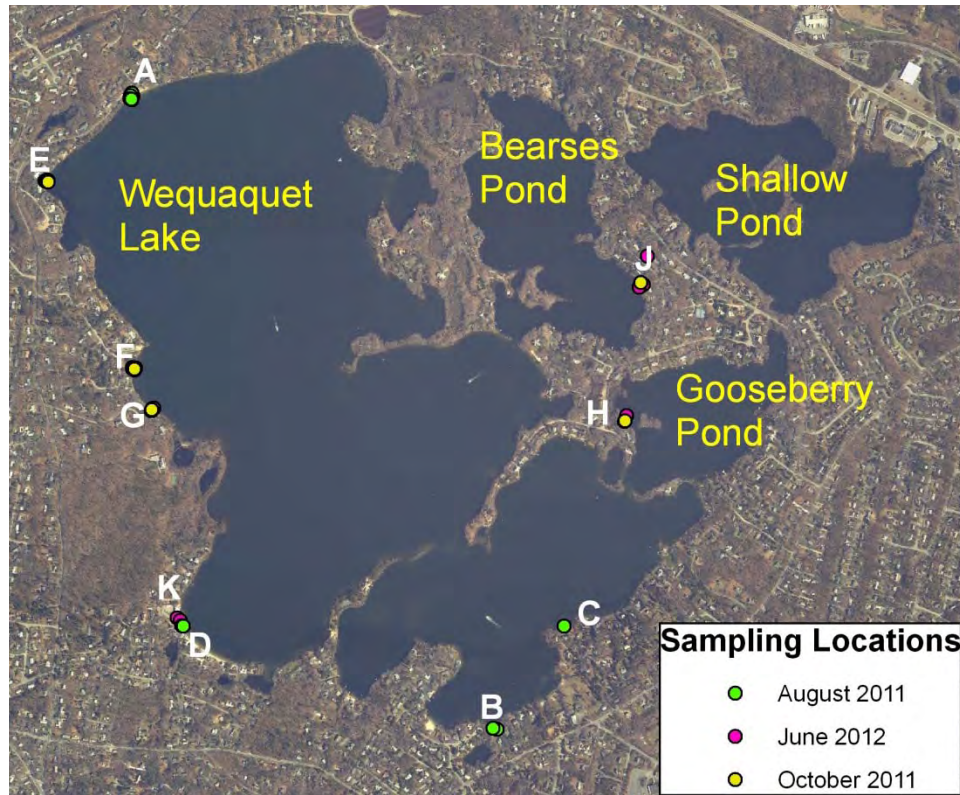 A
E
Wequaquet
Lake
Bearses
Pond
Shallow
Pond
J
F
G
H
Gooseberry
Pond
K
D
C
B
Sampling Locations
August 2011
June 2012
October 2011